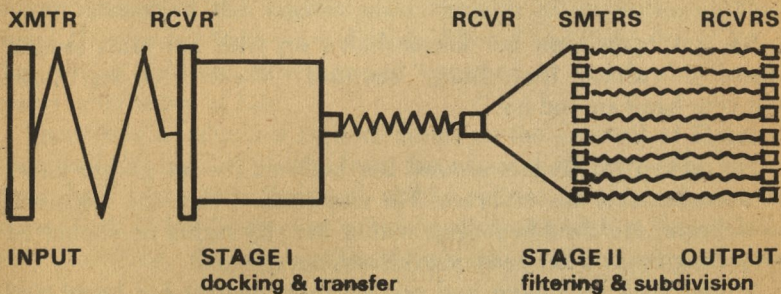 XMTR RCVR RCVR SMTRS RCVRS
INPUT STAGE I STAGE II OUTPUT
docking & transfer filtering & subdivision